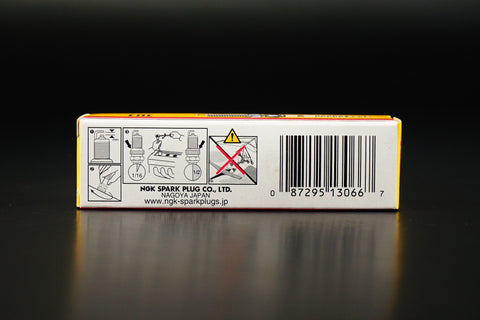 1/16
1/2
NGK SPARK PLUG CO., LTD.
NAGOYA JAPAN
www.ngk-sparkplugs.jp
0 87295 13066 7